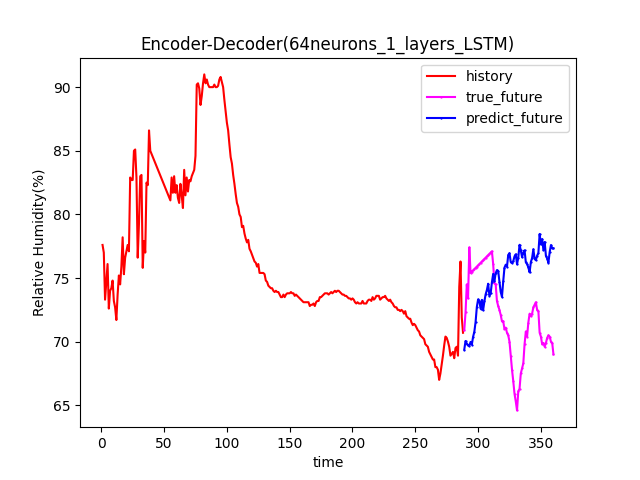 Encoder-Decoder(64neurons_1_layers_LSTM)
history
true_future
predict_future
Relative Humidity(%)
90
85
80
75
70
65
0 50 100 150 200 250 300 350
time